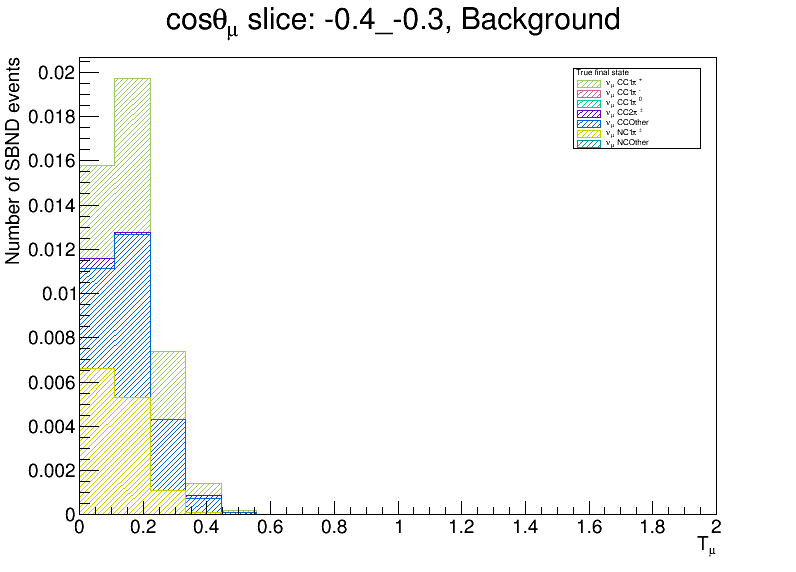 cosθμ slice: -0.4_-0.3, Background
Number of SBND events
0.02
0.018
0.016
0.014
0.012
0.01
0.008
0.006
0.004
0.002
0
True final state
νμ CC1π +
νμ CC1π -
νμ CC1π 0
νμ CC2π ±
νμ CCOther
νμ NC1π ±
νμ NCOther
0 0.2 0.4 0.6 0.8 1 1.2 1.4 1.6 1.8 2
Tμ